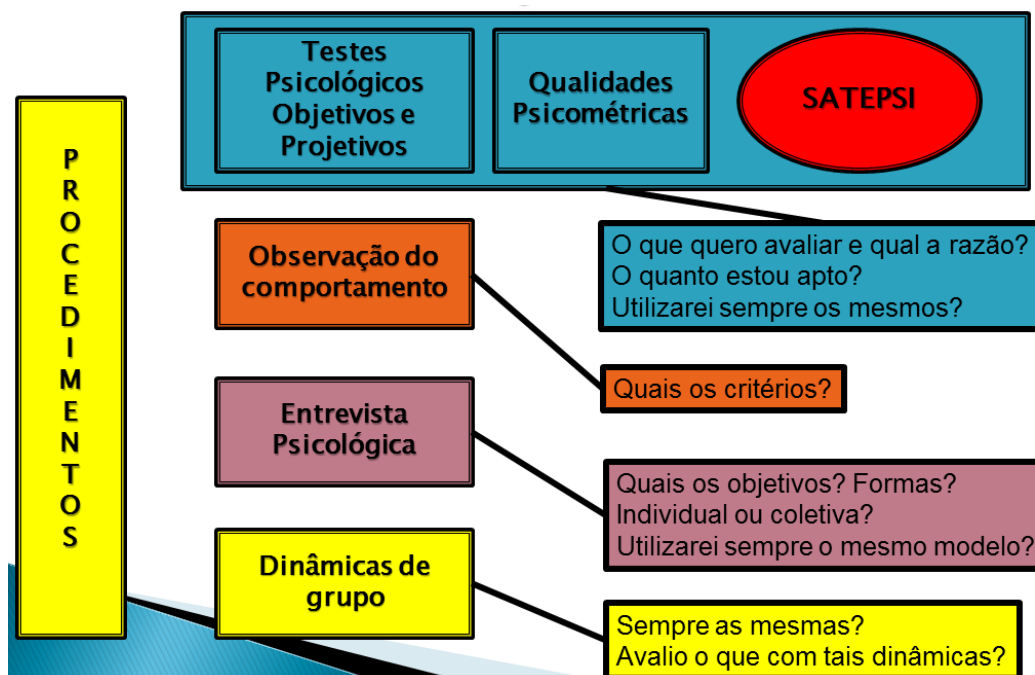 PROCEDIMENTOS
Testes
Psicológicos
Objetivos e
Projetivos
Qualidades
Psicométricas
SATEPSI
O que quero avaliar e qual a razão?
O quanto estou apto?
Utilizarei sempre os mesmos?
Observação do
comportamento
Quais os critérios?
Entrevista
Psicológica
Quais os objetivos? Formas?
Individual ou coletiva?
Utilizarei sempre o mesmo modelo?
Dinâmicas de
grupo
Sempre as mesmas?
Avalio o que com tais dinâmicas?